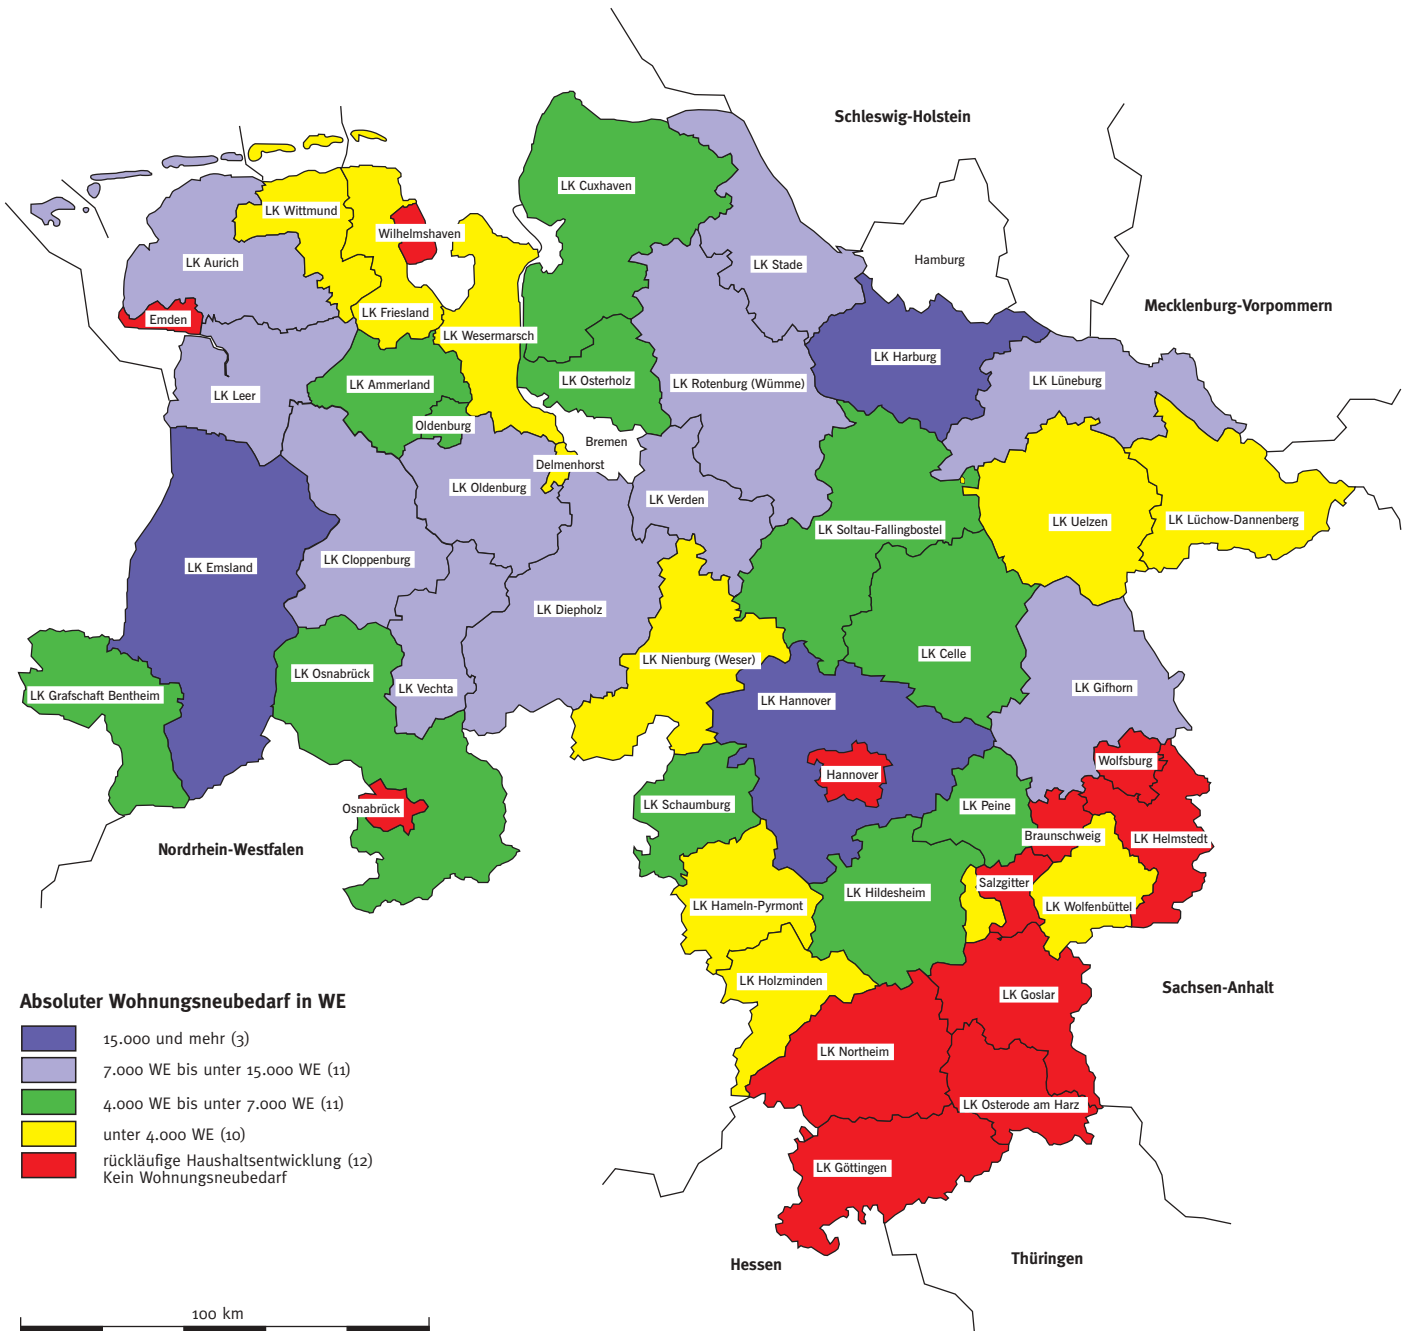 Schleswig-Holstein
LK Cuxhaven
LK Wittmund
Wilhelmshaven
LK Aurich
LK Stade
Hamburg
Mecklenburg-Vorpommern
Emden
LK Friesland
LK Wesermarsch
LK Harburg
LK Ammerland
LK Osterholz
LK Rotenburg (Wümme)
LK Lüneburg
LK Leer
Oldenburg
Bremen
Delmenhorst
LK Oldenburg
LK Verden
LK Soltau-Fallingbostel
LK Uelzen
LK Lüchow-Dannenberg
LK Emsland
LK Cloppenburg
LK Diepholz
LK Celle
LK Nienburg (Weser)
LK Osnabrück
LK Vechta
LK Grafschaft Bentheim
LK Gifhorn
LK Hannover
Wolfsburg
Hannover
LK Schaumburg
LK Peine
Osnabrück
Braunschweig
LK Helmstedt
Nordrhein-Westfalen
Salzgitter
LK Hildesheim
LK Hameln-Pyrmont
LK Wolfenbüttel
LK Holzminden
Sachsen-Anhalt
LK Goslar
LK Northeim
LK Osterode am Harz
LK Göttingen
Hessen
Thüringen
Absoluter Wohnungsneubedarf in WE
15.000 und mehr (3)
7.000 WE bis unter 15.000 WE (11)
4.000 WE bis unter 7.000 WE (11)
unter 4.000 WE (10)
rückläufige Haushaltsentwicklung (12)
Kein Wohnungsneubedarf
100 km